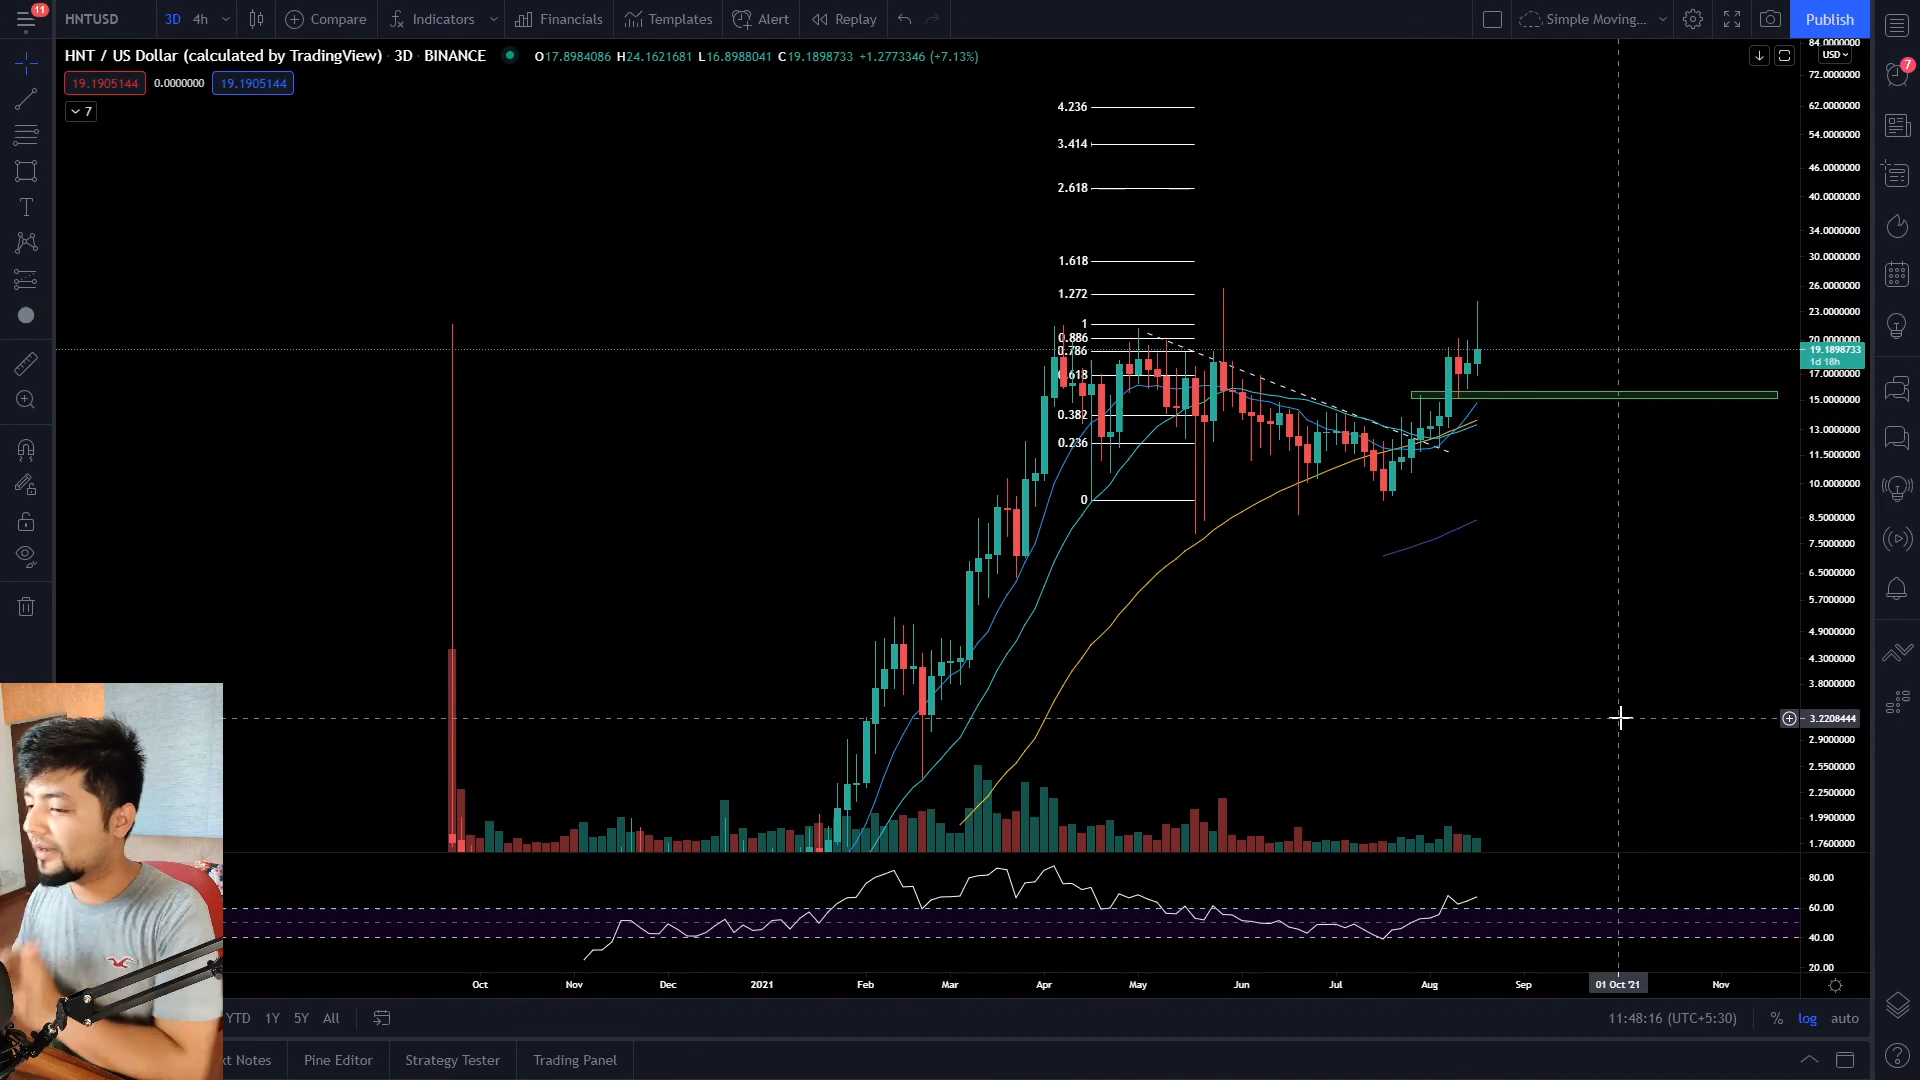 11
HNTUSD
3D
4h
Compare
Indicators
Financials
Templates
Alert
Replay
Simple Moving...
Publish
HNT / US Dollar (calculated by TradingView) · 3D · BINANCE
O17.8984086 H24.1621681 L16.8988041 C19.1898733 +1.2773346 (+7.13%)
19.1905144
0.0000000
19.1905144
7
USD
84.0000000
72.0000000
62.0000000
54.0000000
46.0000000
40.0000000
34.0000000
30.0000000
26.0000000
23.0000000
20.0000000
19.1898733
1d 18h
17.0000000
15.0000000
13.0000000
11.5000000
10.0000000
8.5000000
7.5000000
6.5000000
5.7000000
4.9000000
4.3000000
3.8000000
3.2208444
2.9000000
2.5500000
2.2500000
1.9900000
1.7600000
80.00
60.00
40.00
20.00
4.236
3.414
2.618
1.618
1.272
1
0.886
0.786
0.618
0.382
0.236
0
7
Oct
Nov
Dec
2021
Feb
Mar
Apr
May
Jun
Jul
Aug
Sep
01 Oct '21
Nov
YTD
1Y
5Y
All
11:48:16 (UTC+5:30)
%
log
auto
xt Notes
Pine Editor
Strategy Tester
Trading Panel